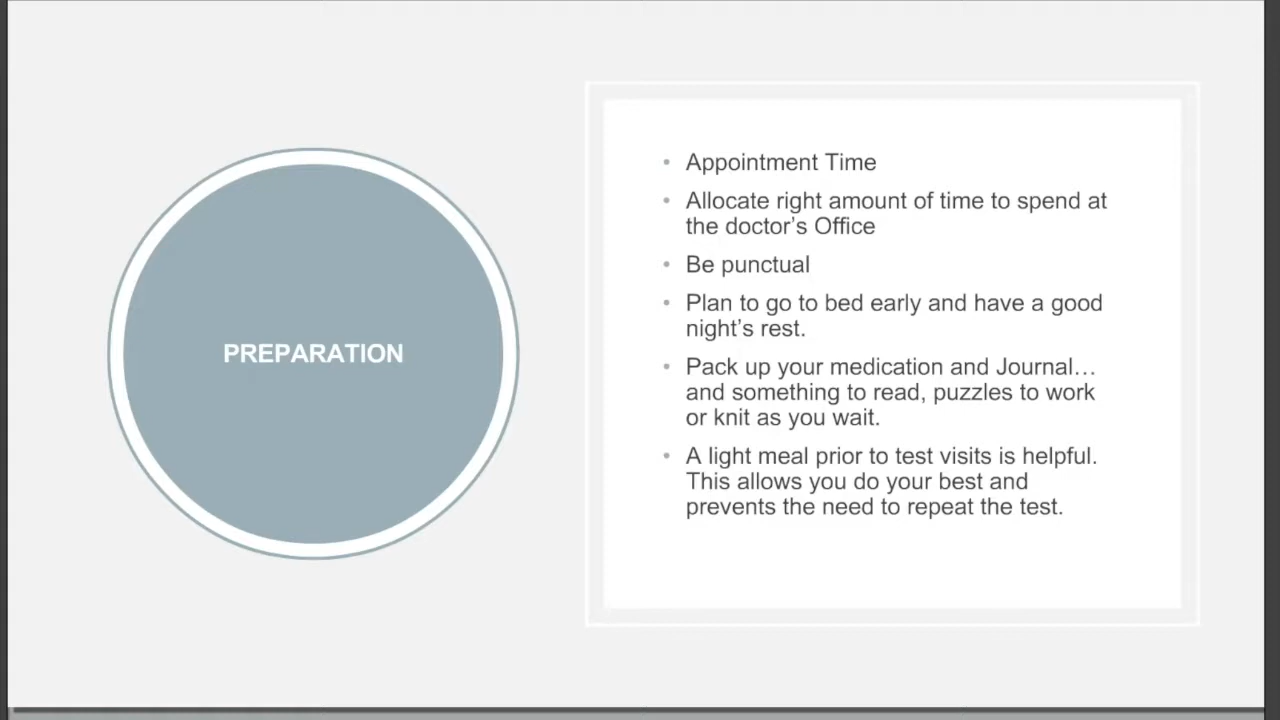 PREPARATION
• Appointment Time
• Allocate right amount of time to spend at
the doctor’s Office
• Be punctual
• Plan to go to bed early and have a good
night’s rest.
• Pack up your medication and Journal…
and something to read, puzzles to work
or knit as you wait.
• A light meal prior to test visits is helpful.
This allows you do your best and
prevents the need to repeat the test.